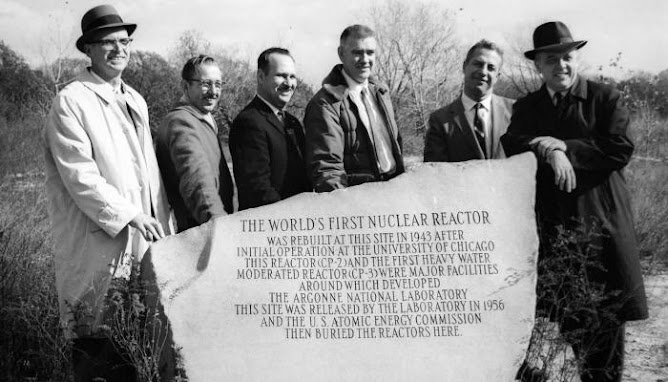 THE WORLD'S FIRST NUCLEAR REACTOR
WAS REBUILT AT THIS SITE IN 1943 AFTER
INITIAL OPERATION AT THE UNIVERSITY OF CHICAGO
THIS REACTOR (CP-2) AND THE FIRST HEAVY WATER
MODERATED REACTOR (CP-3) WERE MAJOR FACILITIES
AROUND WHICH DEVELOPED
THE ARGONNE NATIONAL LABORATORY
THIS SITE WAS RELEASED BY THE LABORATORY IN 1956
AND THE U.S. ATOMIC ENERGY COMMISSION
THEN BURIED THE REACTORS HERE.